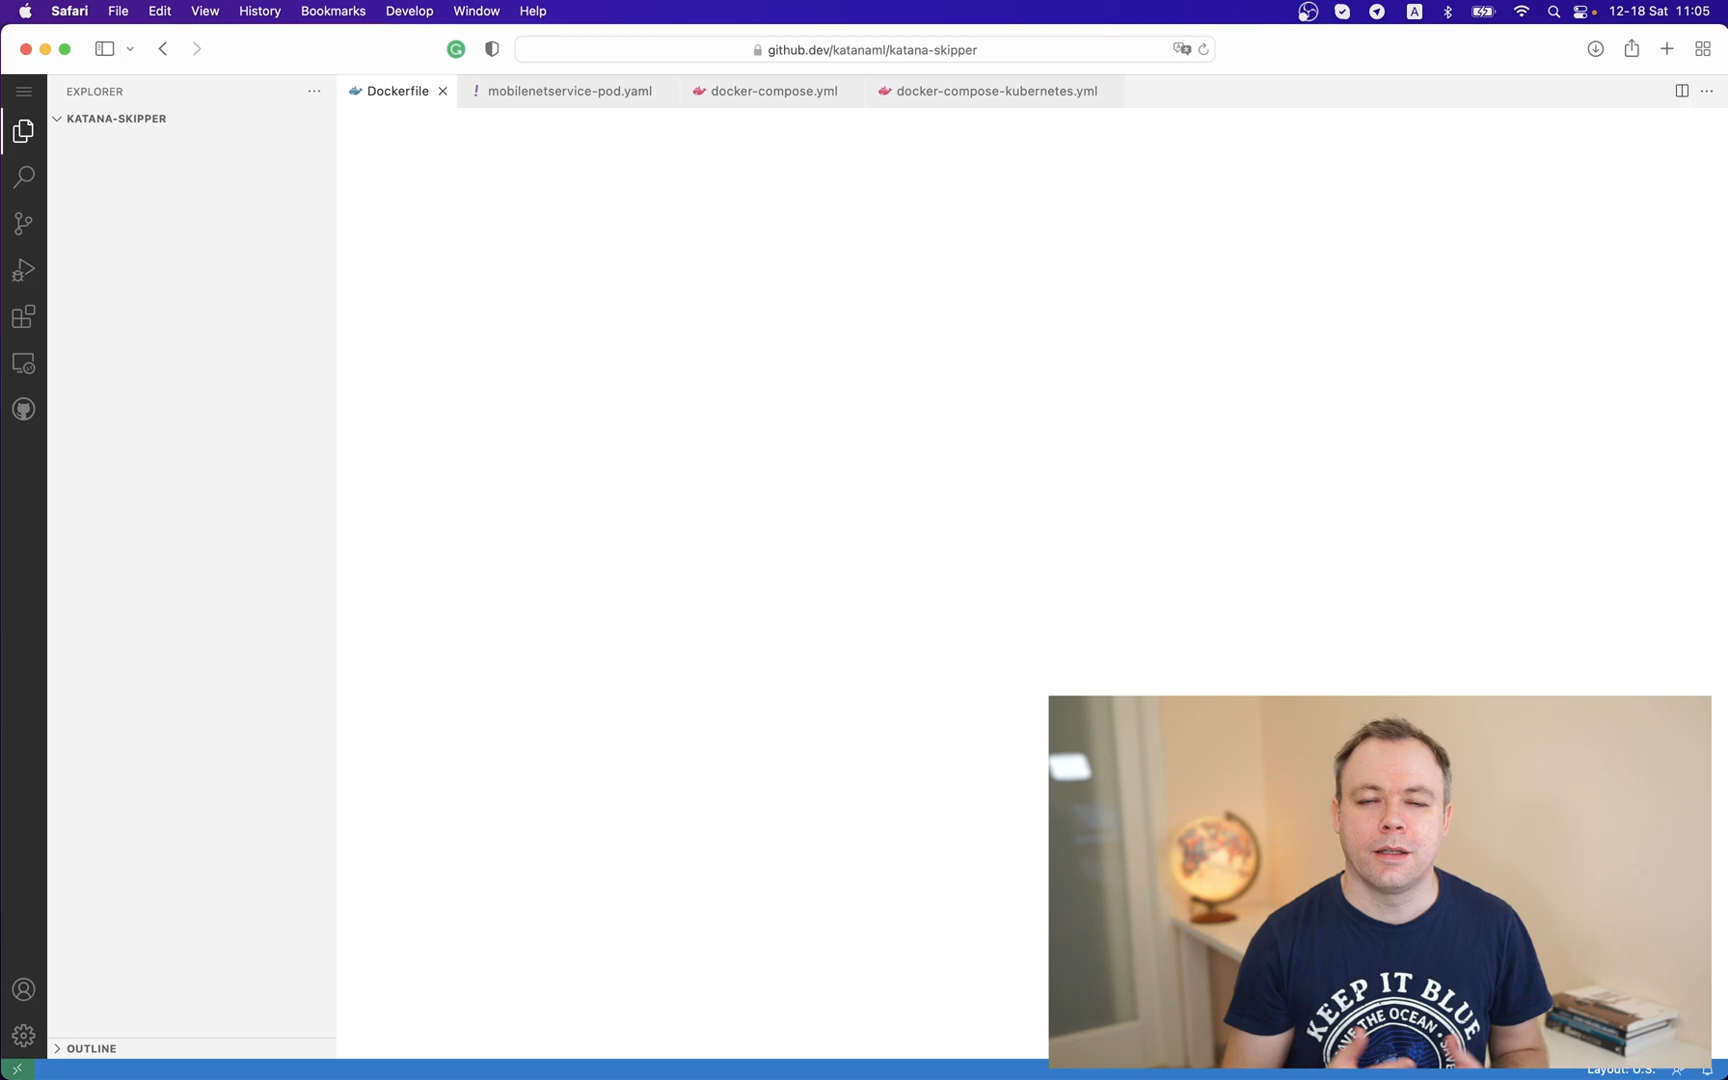 Safari File Edit View History Bookmarks Develop Window Help
A
12-18 Sat 11:05
github.dev/katanaml/katana-skipper
EXPLORER
Dockerfile
! mobilenetservice-pod.yaml
docker-compose.yml
docker-compose-kubernetes.yml
KATANA-SKIPPER
KEEP IT BLUE
SAVE THE OCEAN
OUTLINE
Layout: U.S.